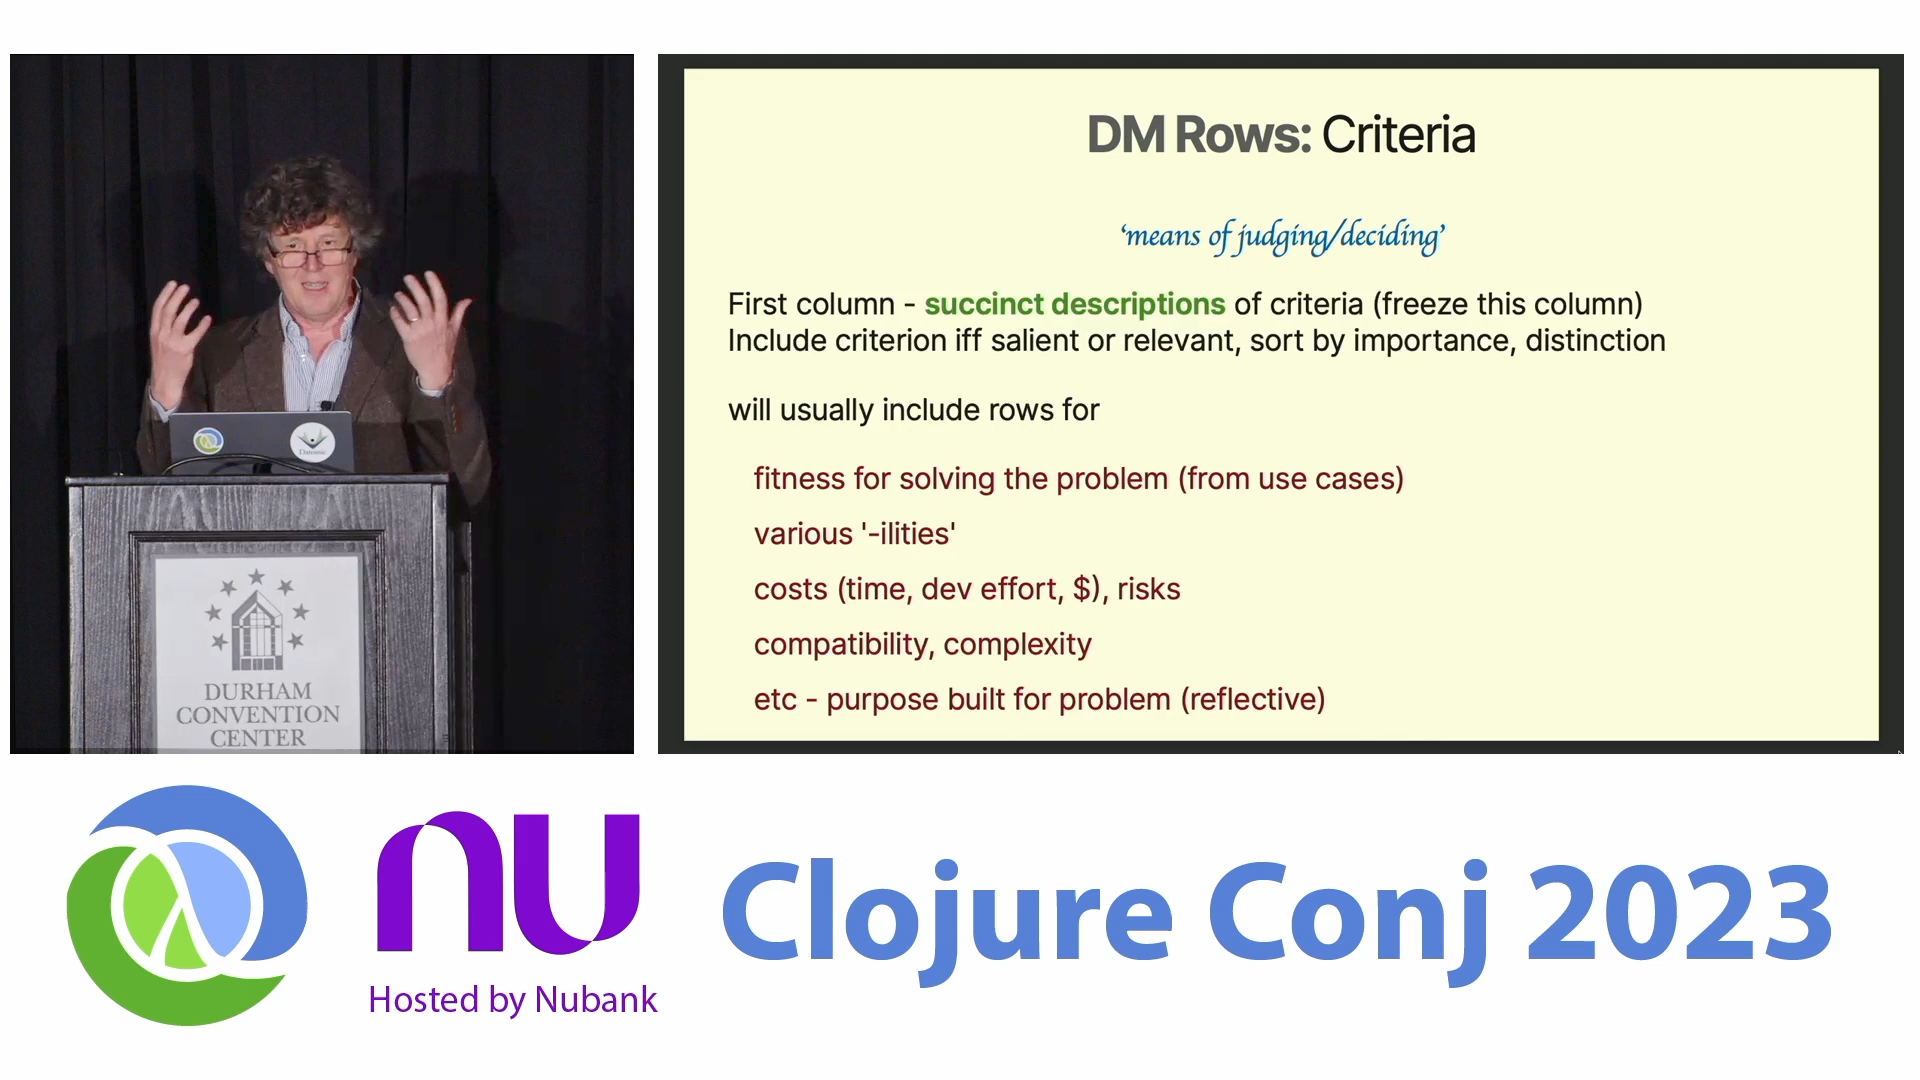 DM Rows: Criteria
‘means of judging/deciding’
First column - succinct descriptions of criteria (freeze this column)
Include criterion iff salient or relevant, sort by importance, distinction
will usually include rows for
fitness for solving the problem (from use cases)
various '-ilities'
costs (time, dev effort, $), risks
compatibility, complexity
etc - purpose built for problem (reflective)
Datomic
DURHAM
CONVENTION
CENTER
nu
Hosted by Nubank
Clojure Conj 2023